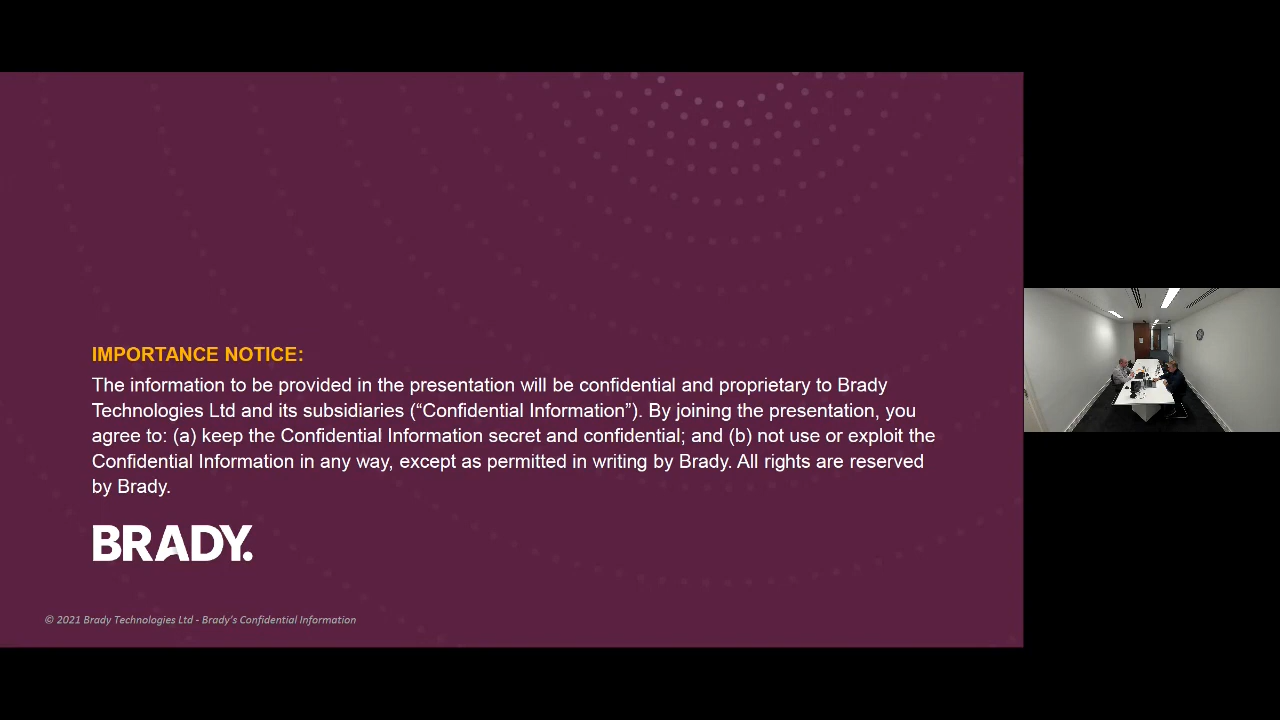 IMPORTANCE NOTICE:
The information to be provided in the presentation will be confidential and proprietary to Brady
Technologies Ltd and its subsidiaries (“Confidential Information”). By joining the presentation, you
agree to: (a) keep the Confidential Information secret and confidential; and (b) not use or exploit the
Confidential Information in any way, except as permitted in writing by Brady. All rights are reserved
by Brady.
BRADY.
© 2021 Brady Technologies Ltd - Brady's Confidential Information